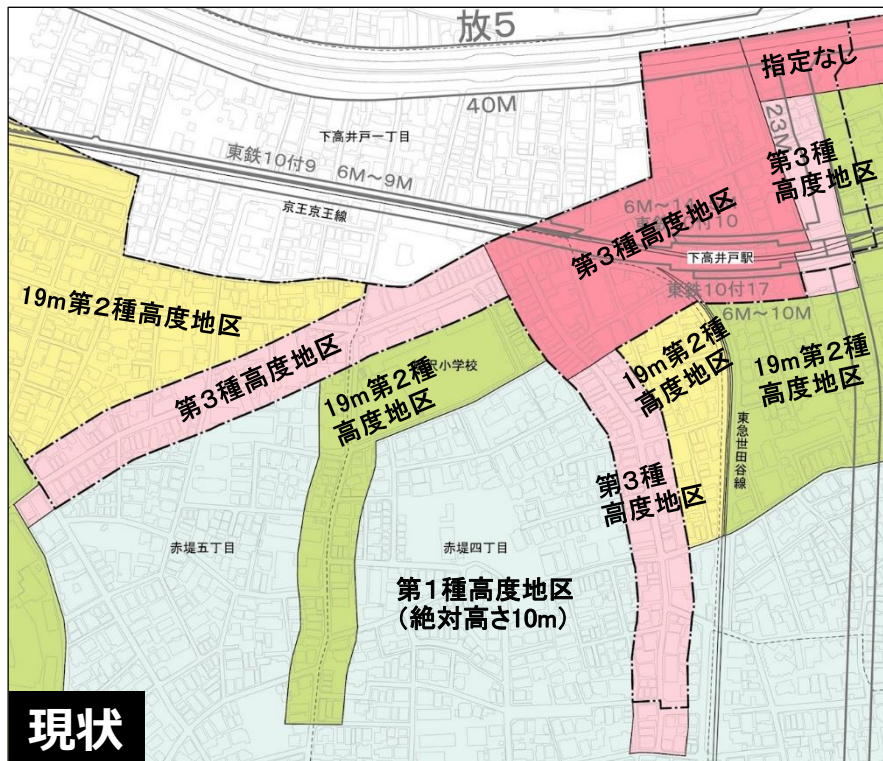 放5
40M
指定なし
23M
下高井戸一丁目
東鉄10付9 6M～9M
京王京王線
第3種
高度地区
第3種高度地区
下高井戸駅
東鉄10付17
6M～10M
19m第2種高度地区
第3種高度地区
沢小学校
19m第2種
高度地区
19m第2種
高度地区
19m第2種
高度地区
東急世田谷線
第3種
高度地区
赤堤五丁目
赤堤四丁目
第1種高度地区
（絶対高さ10m）
現状